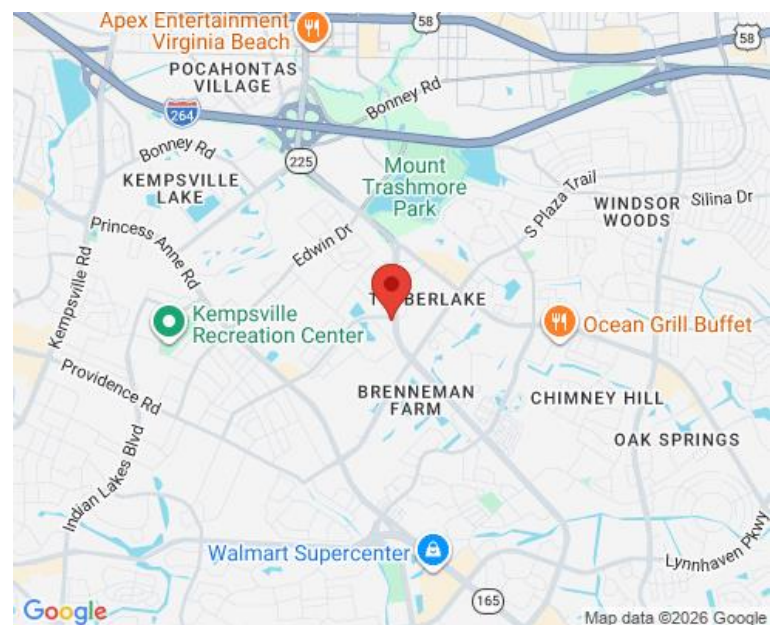 Apex Entertainment
Virginia Beach
58
58
POCAHONTAS
VILLAGE
264
Bonney Rd
Bonney Rd
225
Mount
Trashmore
Park
KEMPSVILLE
LAKE
S Plaza Trail
WINDSOR
WOODS
Silina Dr
Princess Anne Rd
Edwin Dr
Kempsville Rd
TIMBERLAKE
Kempsville
Recreation Center
Ocean Grill Buffet
Providence Rd
BRENNEMAN
FARM
CHIMNEY HILL
OAK SPRINGS
Indian Lakes Blvd
Walmart Supercenter
Lynnhaven Pkwy
165
Google
Map data ©2026 Google